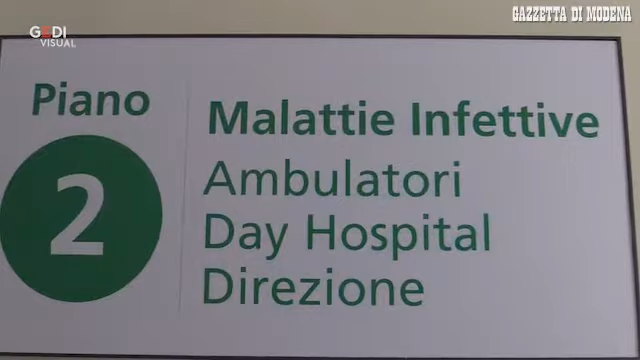 GEDI
VISUAL
GAZZETTA DI MODENA
Piano
2
Malattie Infettive
Ambulatori
Day Hospital
Direzione